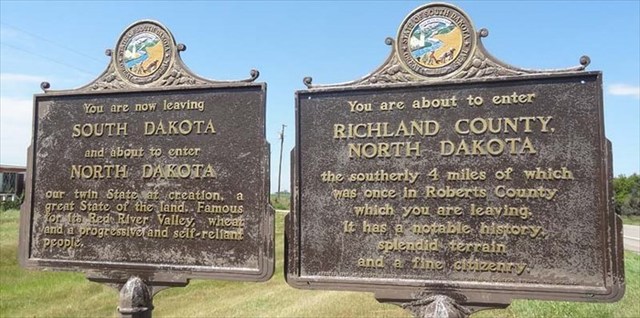 You are now leaving
SOUTH DAKOTA
and about to enter
NORTH DAKOTA
our twin State at creation, a
great State of the land. Famous
for its Red River Valley, wheat
and a progressive and self-reliant
people.
SOUTH DAKOTA
You are about to enter
RICHLAND COUNTY,
NORTH DAKOTA
the southerly 4 miles of which
was once in Roberts County
which you are leaving.
It has a notable history,
splendid terrain
and a fine citizenry.